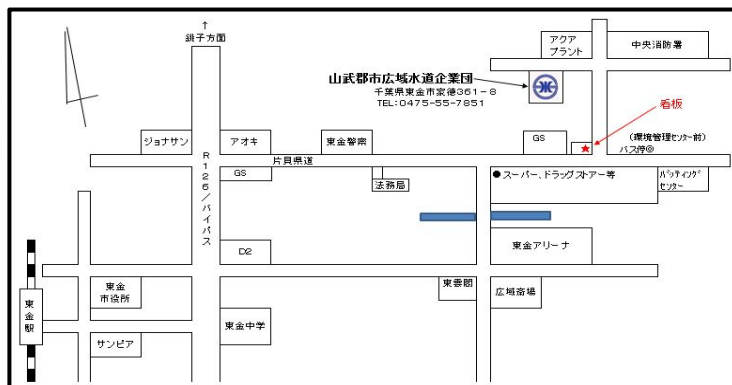 ↑
銚子方面
アクア
プラント
中央消防署
山武郡市広域水道企業団
千葉県東金市家徳361-8
TEL:0475-55-7851
看板
ジョナサン
アオキ
東金警察
GS
(環境管理センター前)
バス停◎
片貝県道
R126/バイパス
GS
法務局
●スーパー、ドラッグストアー等
バッティング
センター
D2
東金アリーナ
東金駅
東金
市役所
東雲閣
広域斎場
サンピア
東金中学